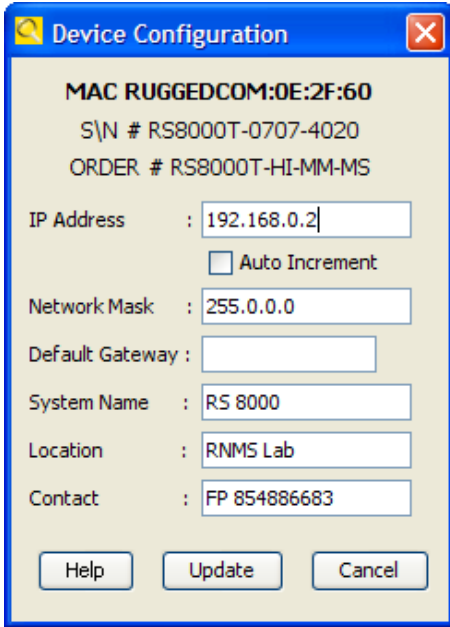 Device Configuration
MAC RUGGEDCOM:0E:2F:60
S\N # RS8000T-0707-4020
ORDER # RS8000T-HI-MM-MS
IP Address : 192.168.0.2
Auto Increment
Network Mask : 255.0.0.0
Default Gateway :
System Name : RS 8000
Location : RNMS Lab
Contact : FP 854886683
Help Update Cancel